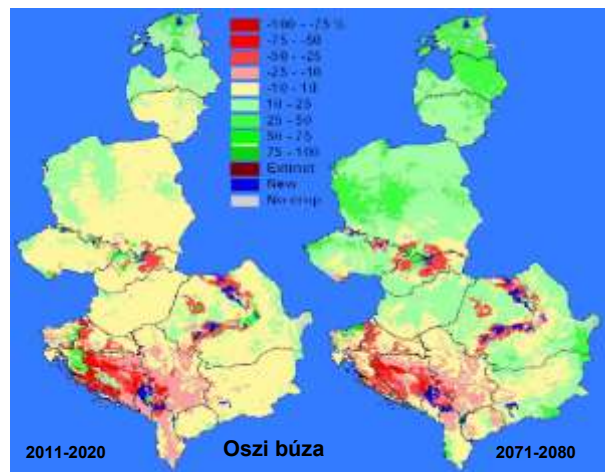 -100 - -75 %
-75 - -50
-50 - -25
-25 - -10
-10 - 10
10 - 25
25 - 50
50 - 75
75 - 100
Extinct
New
No crop
2011-2020
Oszi búza
2071-2080